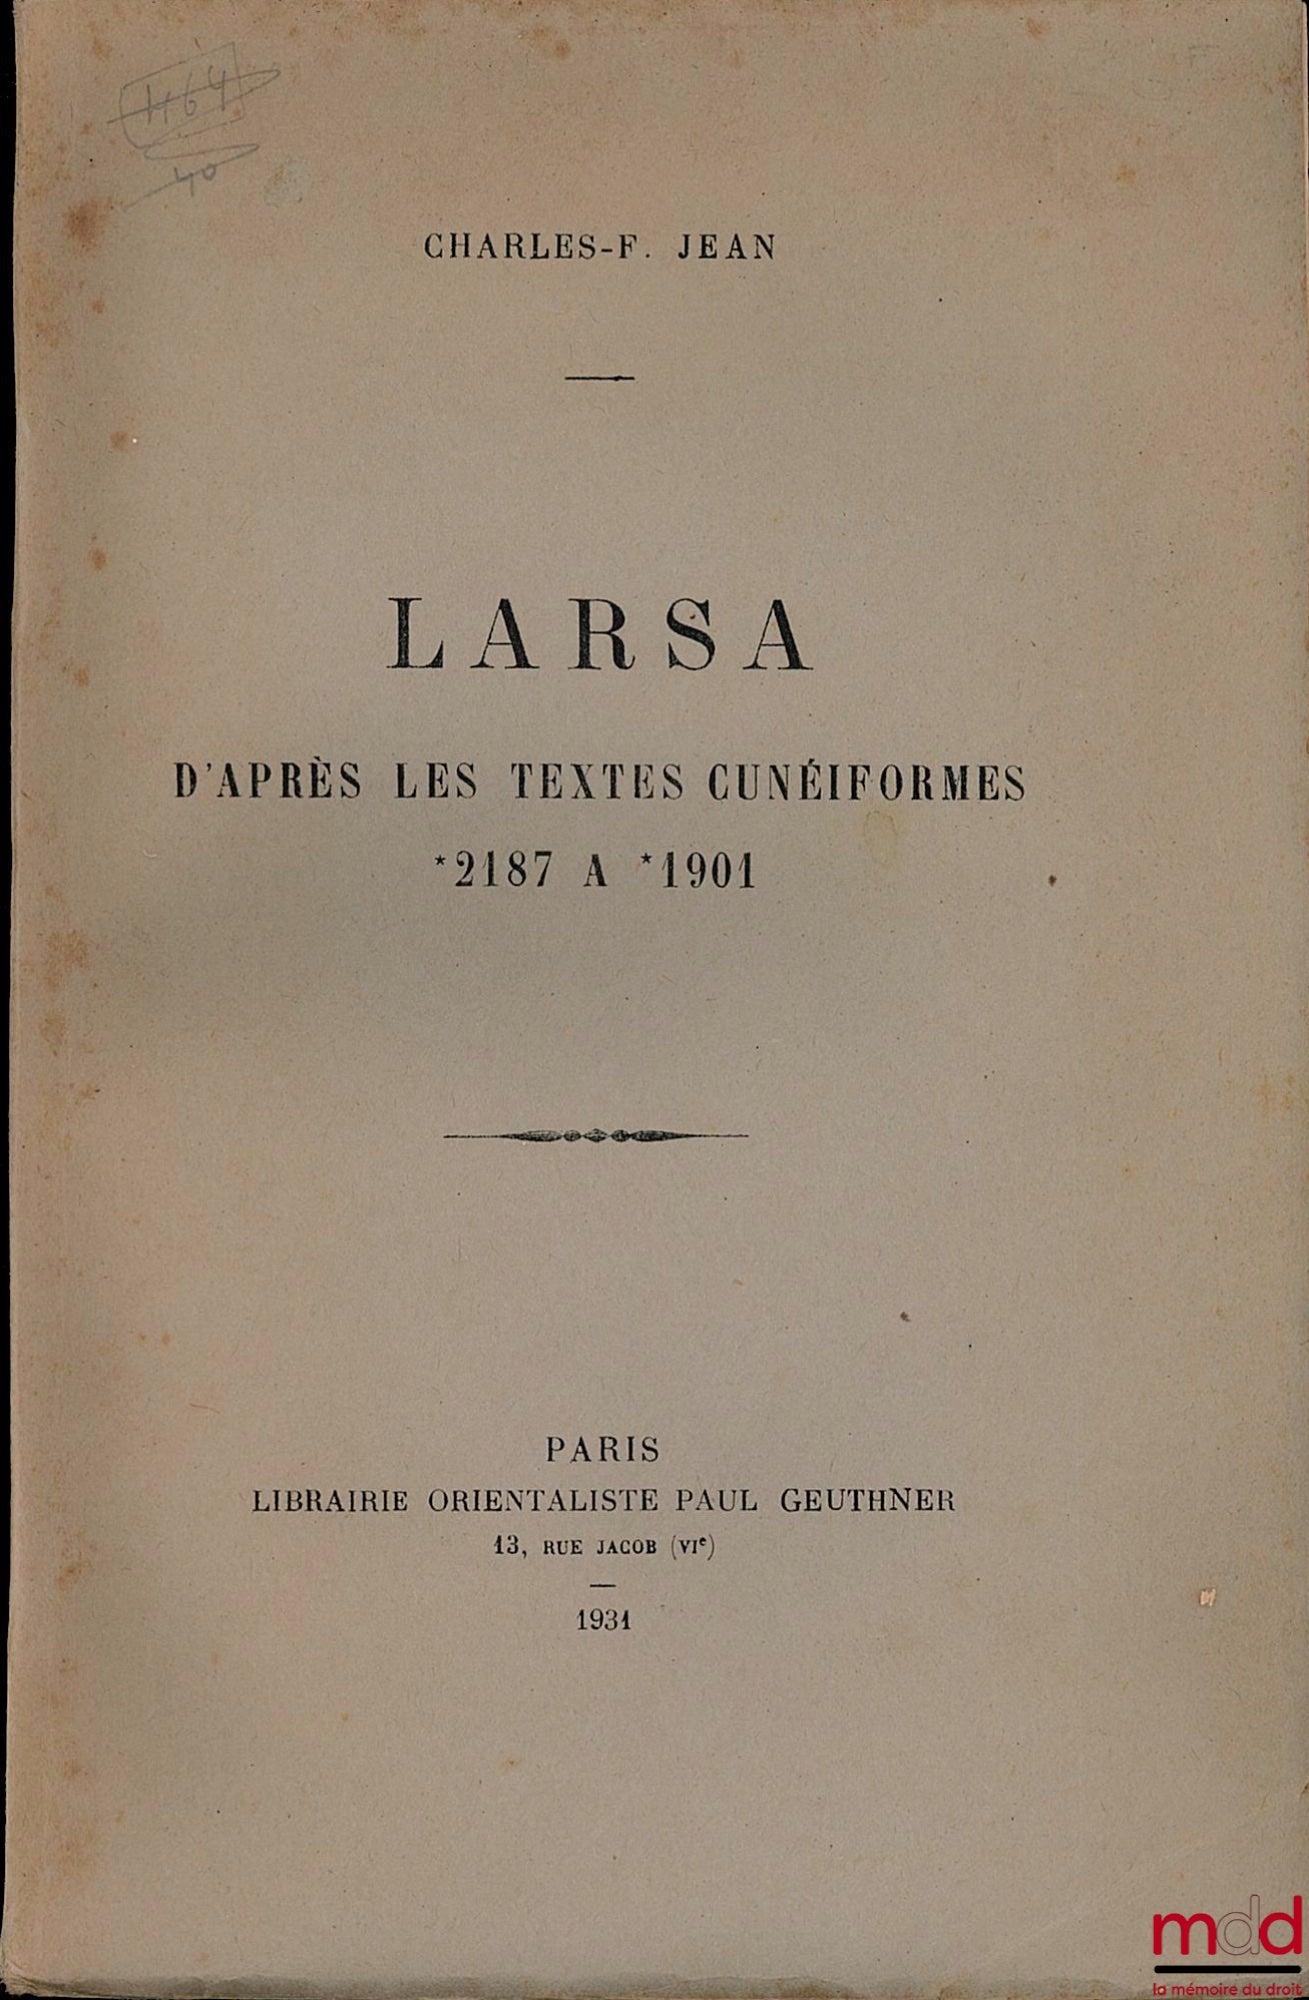 CHARLES-F. JEAN
LARSA
D'APRÈS LES TEXTES CUNÉIFORMES
*2187 A *1901
PARIS
LIBRAIRIE ORIENTALISTE PAUL GEUTHNER
13, RUE JACOB (VIe)
1931
mdd
la mémoire du droit